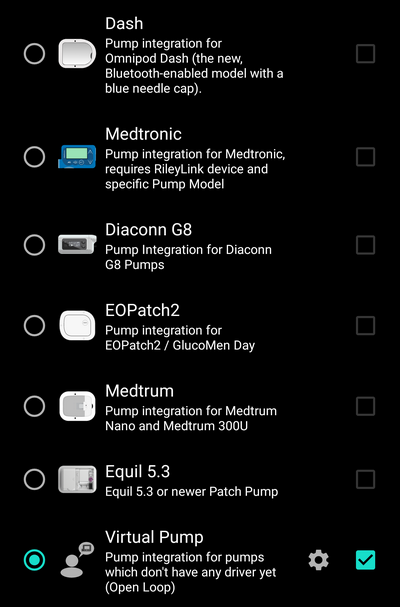 Dash
Pump integration for
Omnipod Dash (the new,
Bluetooth-enabled model with a
blue needle cap).
Medtronic
Pump integration for Medtronic,
requires RileyLink device and
specific Pump Model
Diaconn G8
Pump Integration for Diaconn
G8 Pumps
EOPatch2
Pump integration for
EOPatch2 / GlucoMen Day
Medtrum
Pump integration for Medtrum
Nano and Medtrum 300U
Equil 5.3
Equil 5.3 or newer Patch Pump
Virtual Pump
Pump integration for pumps
which don't have any driver yet
(Open Loop)